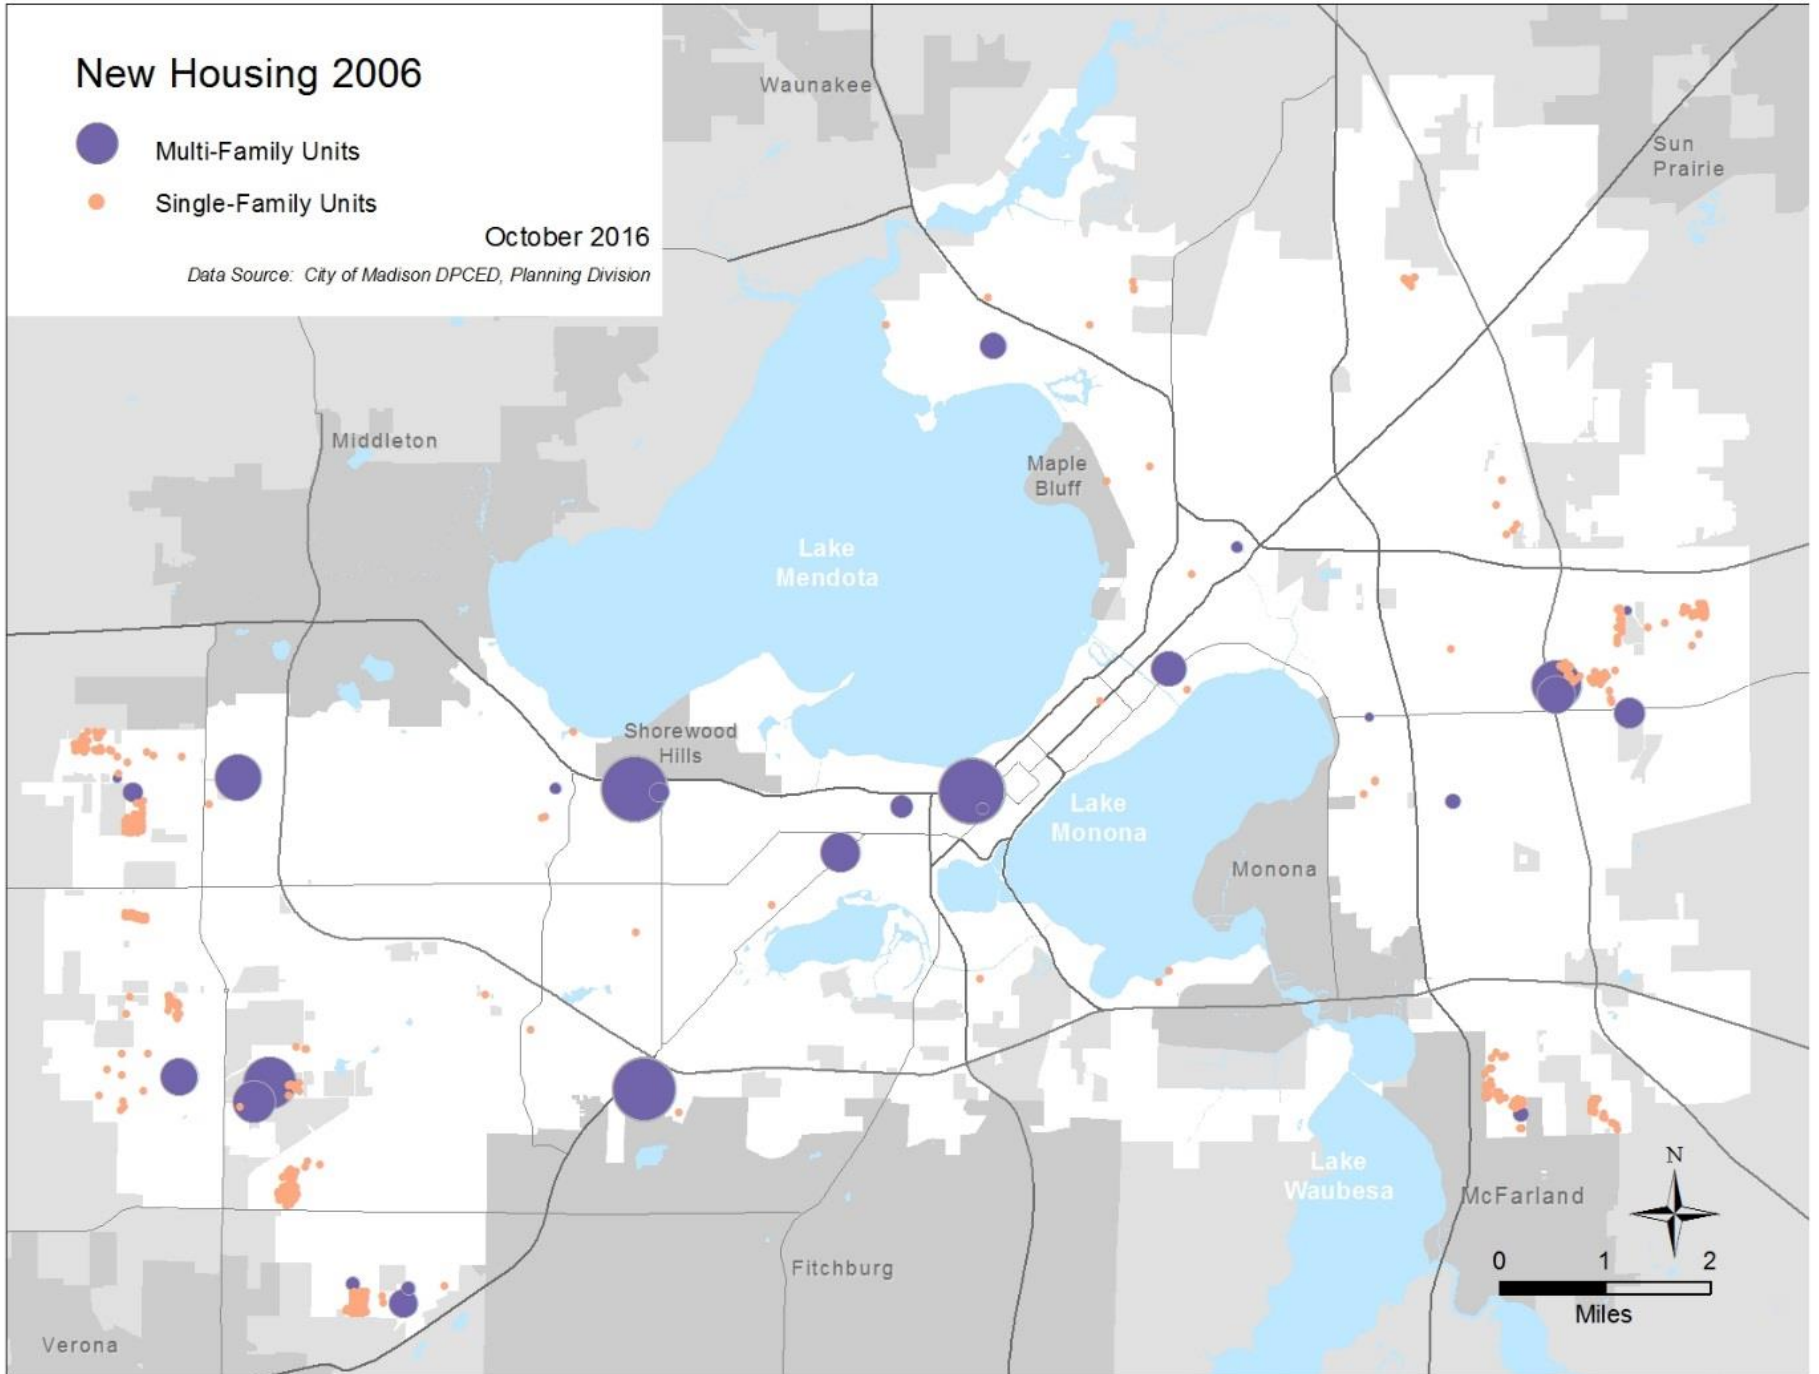 New Housing 2006
Multi-Family Units
Single-Family Units
October 2016
Data Source: City of Madison DPCED, Planning Division
Waunakee
Sun
Prairie
Middleton
Maple
Bluff
Lake
Mendota
Shorewood
Hills
Lake
Monona
Monona
Lake
Waubesa
McFarland
Fitchburg
Verona
N
0 1 2
Miles